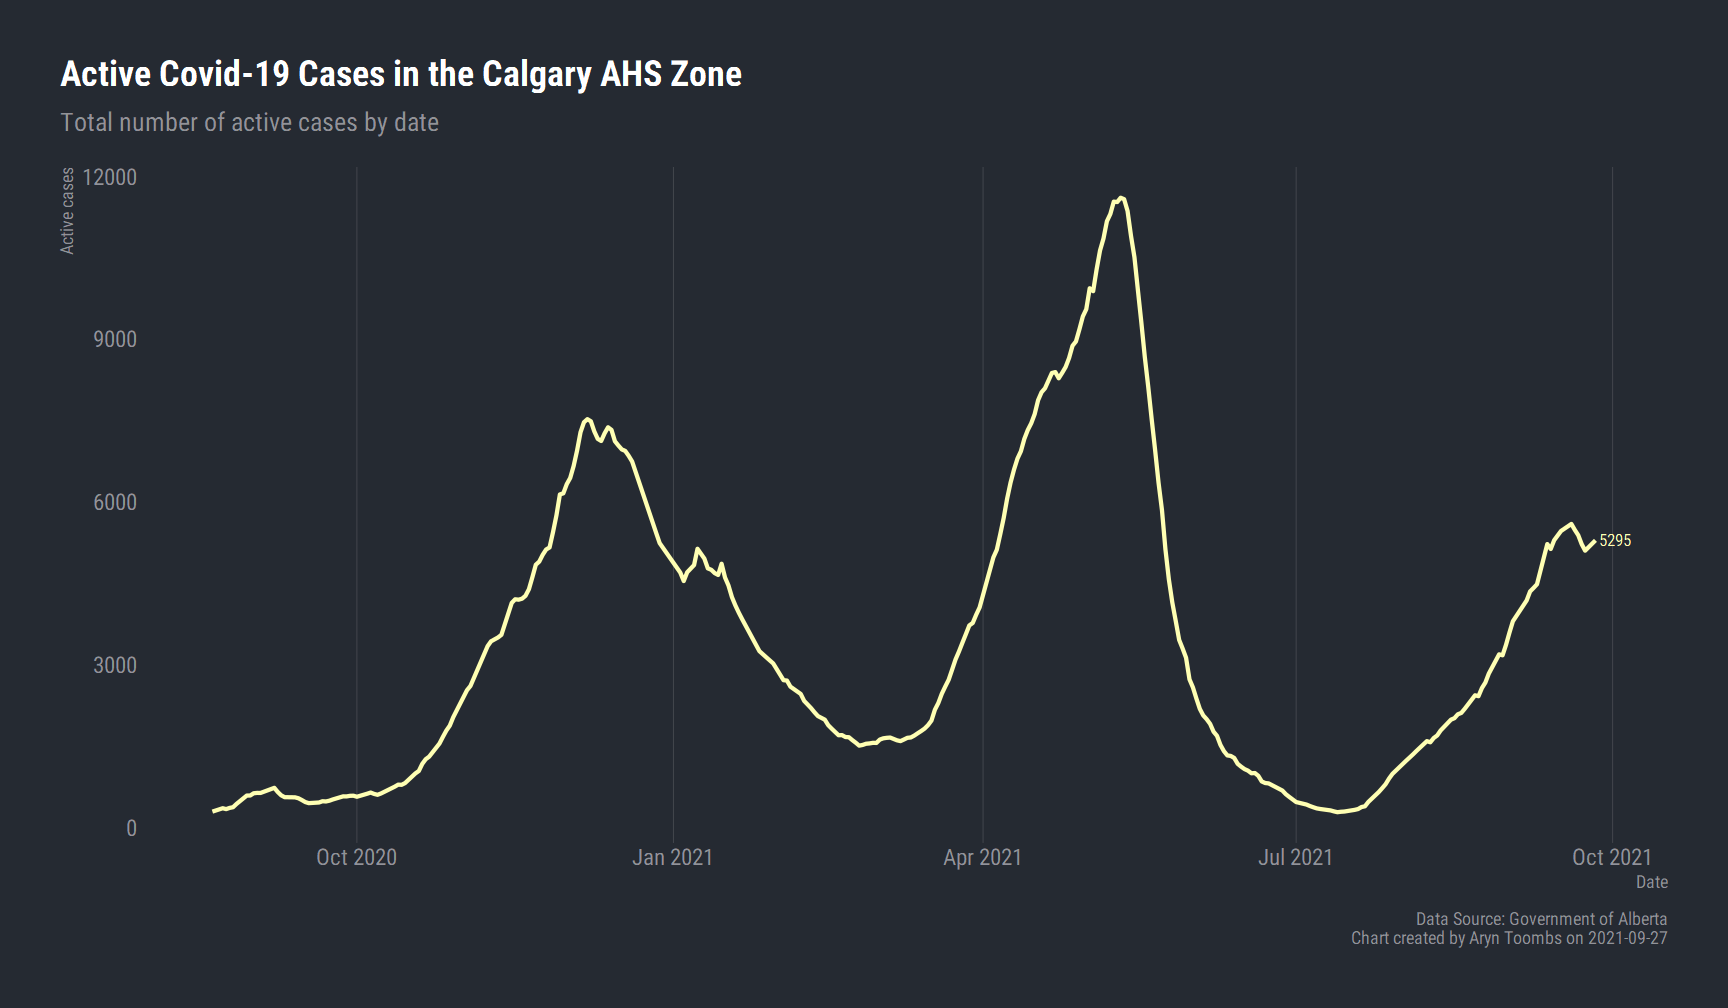 Active Covid-19 Cases in the Calgary AHS Zone
Total number of active cases by date
Active cases
12000
9000
6000
3000
0
5295
Oct 2020
Jan 2021
Apr 2021
Jul 2021
Oct 2021
Date
Data Source: Government of Alberta
Chart created by Aryn Toombs on 2021-09-27